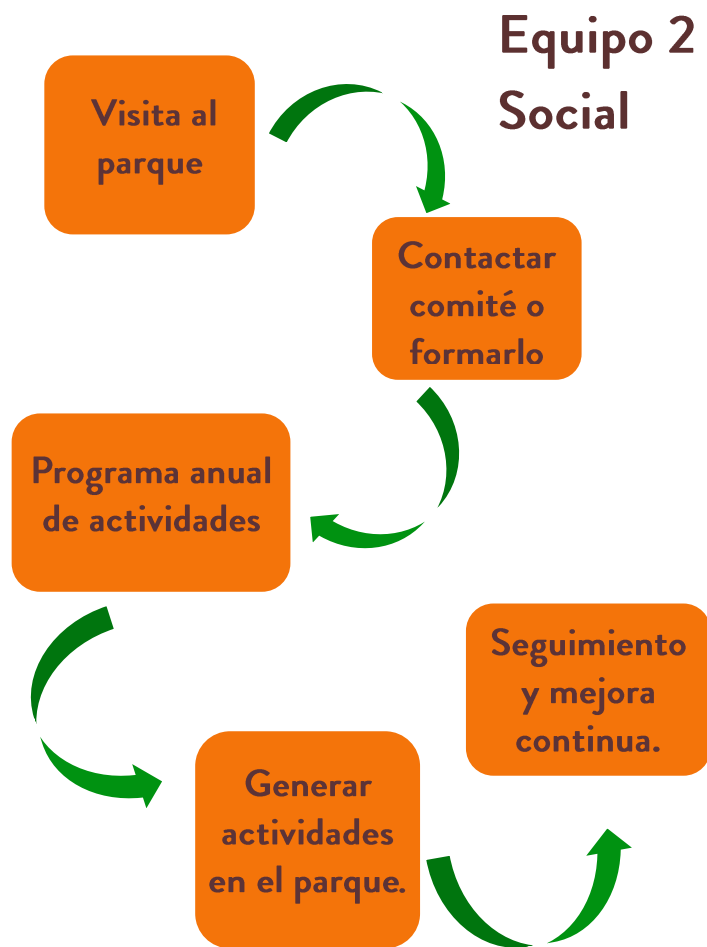 Equipo 2
Social
Visita al
parque
Contactar
comité o
formarlo
Programa anual
de actividades
Generar
actividades
en el parque.
Seguimiento
y mejora
continua.